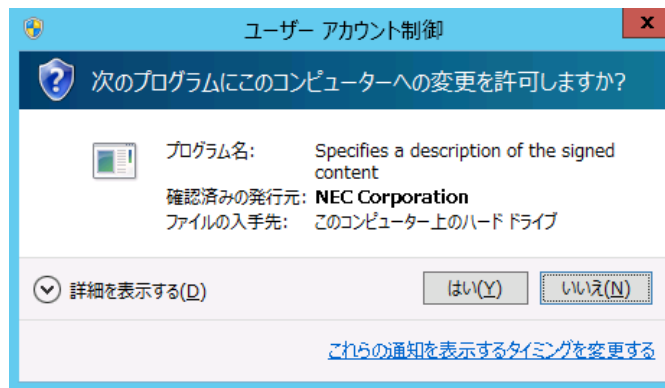 ユーザー アカウント制御
x
次のプログラムにこのコンピューターへの変更を許可しますか?
プログラム名: Specifies a description of the signed
content
確認済みの発行元: NEC Corporation
ファイルの入手先: このコンピューター上のハード ドライブ
詳細を表示する(D)
はい(Y) いいえ(N)
これらの通知を表示するタイミングを変更する